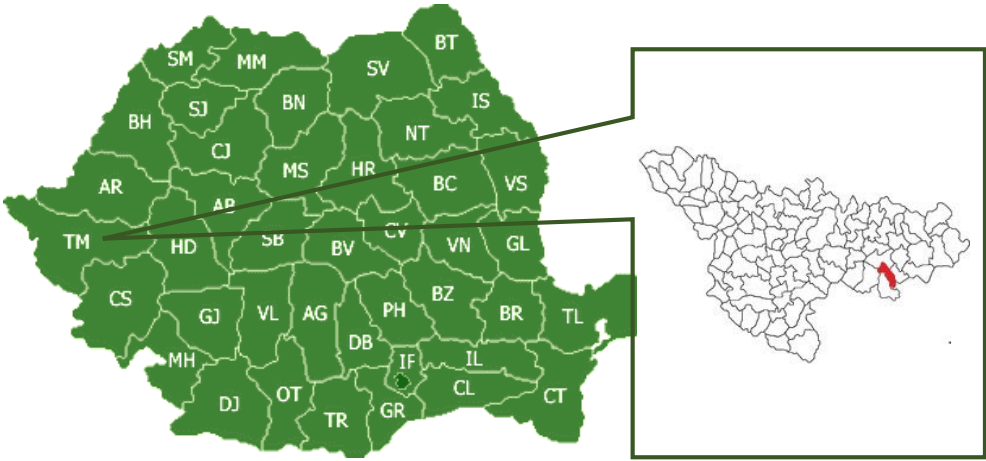 BT
SM
MM
SV
IS
SJ
BN
BH
NT
CJ
MS
HR
AR
BC
VS
AB
TM
HD
SB
BV
CV
VN
GL
CS
GJ
VL
AG
PH
BZ
BR
TL
DB
MH
IF
IL
DJ
OT
TR
GR
CL
CT